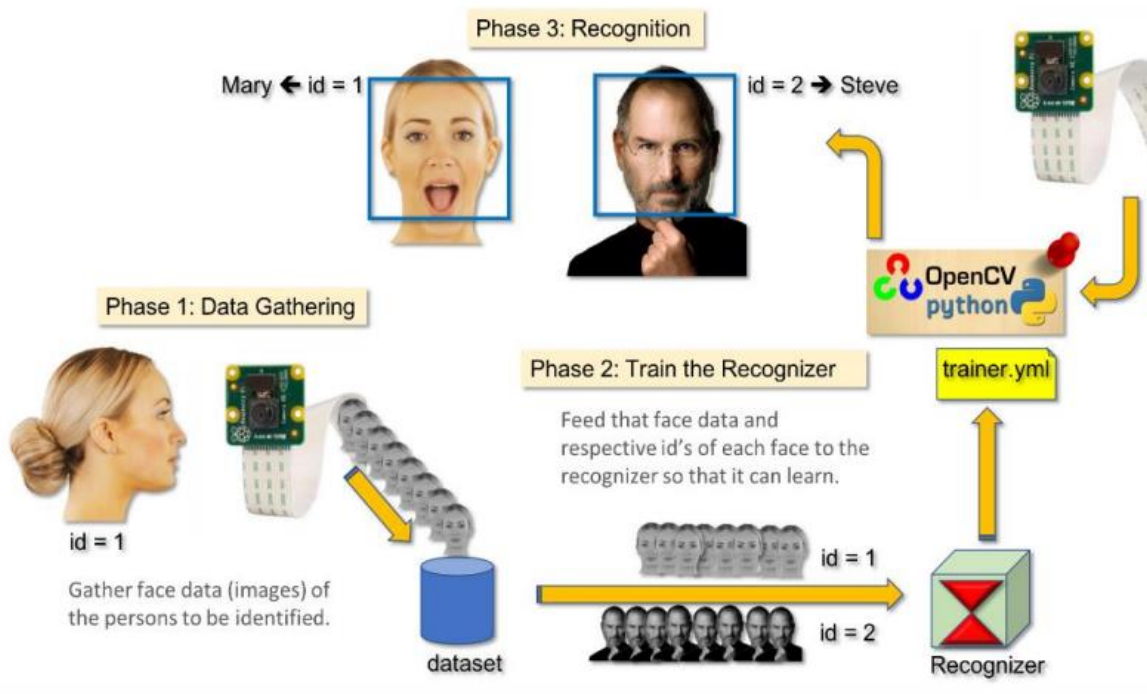 Phase 3: Recognition
Mary ← id = 1
id = 2 → Steve
OpenCV
python
Phase 1: Data Gathering
Phase 2: Train the Recognizer
trainer.yml
Feed that face data and
respective id's of each face to the
recognizer so that it can learn.
id = 1
Gather face data (images) of
the persons to be identified.
id = 1
id = 2
dataset
Recognizer